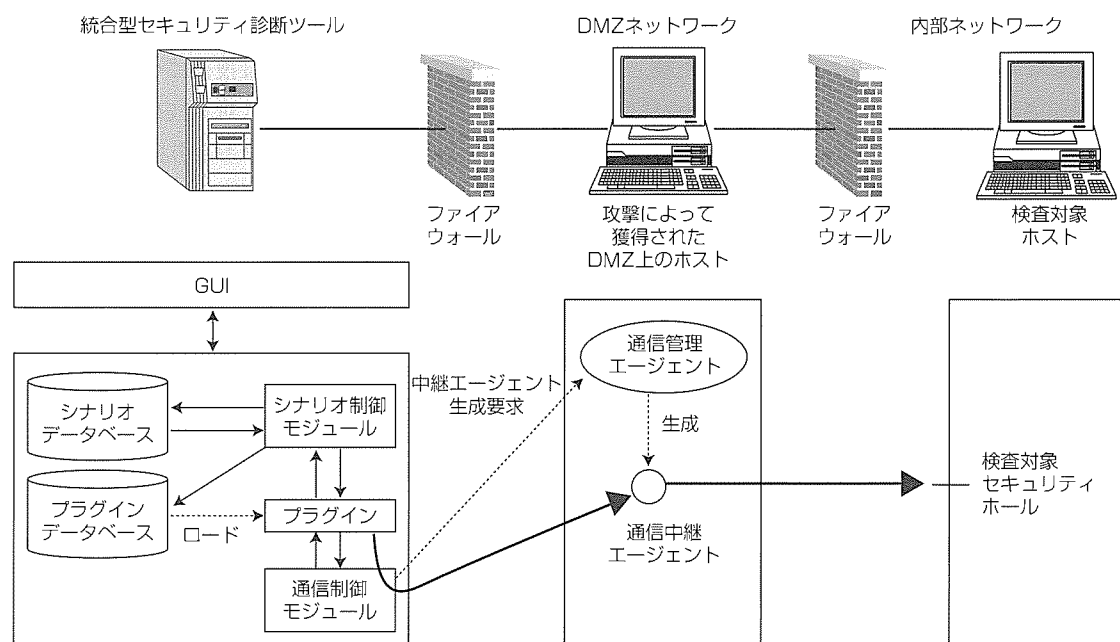 統合型セキュリティ診断ツール
DMZネットワーク
内部ネットワーク
ファイア
ウォール
攻撃によって
獲得された
DMZ上のホスト
ファイア
ウォール
検査対象
ホスト
GUI
シナリオ
データベース
シナリオ制御
モジュール
プラグイン
データベース
ロード
プラグイン
通信制御
モジュール
中継エージェント
生成要求
通信管理
エージェント
生成
通信中継
エージェント
検査対象
セキュリティ
ホール